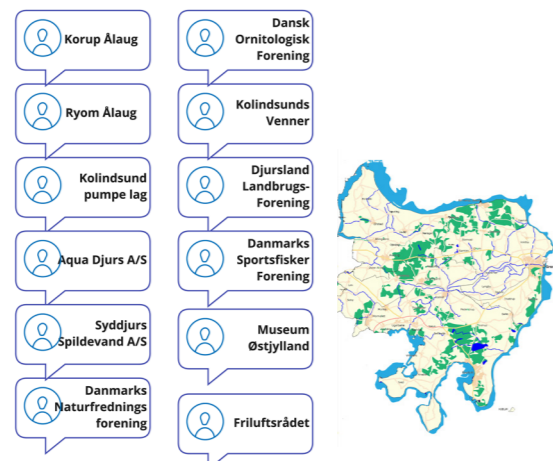 Korup Ålaug
Ryom Ålaug
Kolindsund
pumpe lag
Aqua Djurs A/S
Syddjurs
Spildevand A/S
Danmarks
Naturfrednings
forening
Dansk
Ornitologisk
Forening
Kolindsunds
Venner
Djursland
Landbrugs-
Forening
Danmarks
Sportsfisker
Forening
Museum
Østjylland
Friluftsrådet